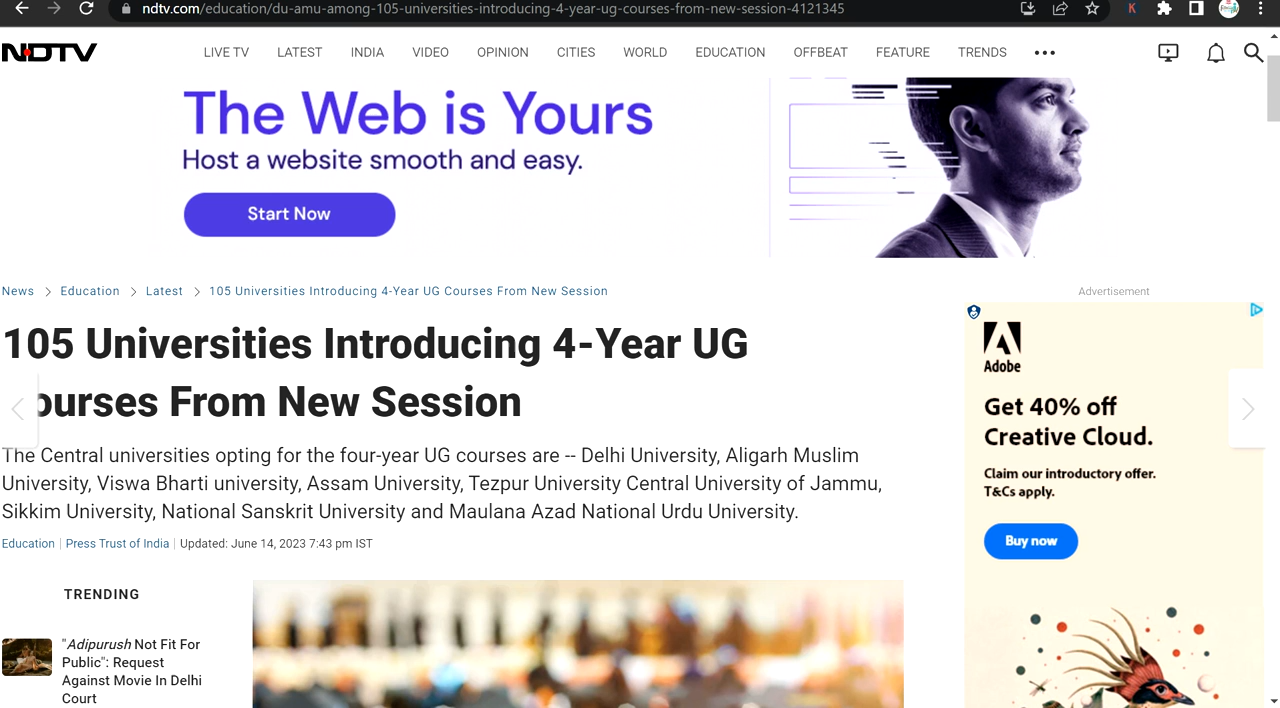 ndtv.com/education/du-amu-among-105-universities-introducing-4-year-ug-courses-from-new-session-4121345
K
NDTV
LIVE TV LATEST INDIA VIDEO OPINION CITIES WORLD EDUCATION OFFBEAT FEATURE TRENDS
The Web is Yours
Host a website smooth and easy.
Start Now
News > Education > Latest > 105 Universities Introducing 4-Year UG Courses From New Session
105 Universities Introducing 4-Year UG
ourses From New Session
The Central universities opting for the four-year UG courses are -- Delhi University, Aligarh Muslim
University, Viswa Bharti university, Assam University, Tezpur University Central University of Jammu,
Sikkim University, National Sanskrit University and Maulana Azad National Urdu University.
Education | Press Trust of India | Updated: June 14, 2023 7:43 pm IST
TRENDING
"Adipurush Not Fit For
Public": Request
Against Movie In Delhi
Court
Advertisement
Adobe
Get 40% off
Creative Cloud.
Claim our introductory offer.
T&Cs apply.
Buy now